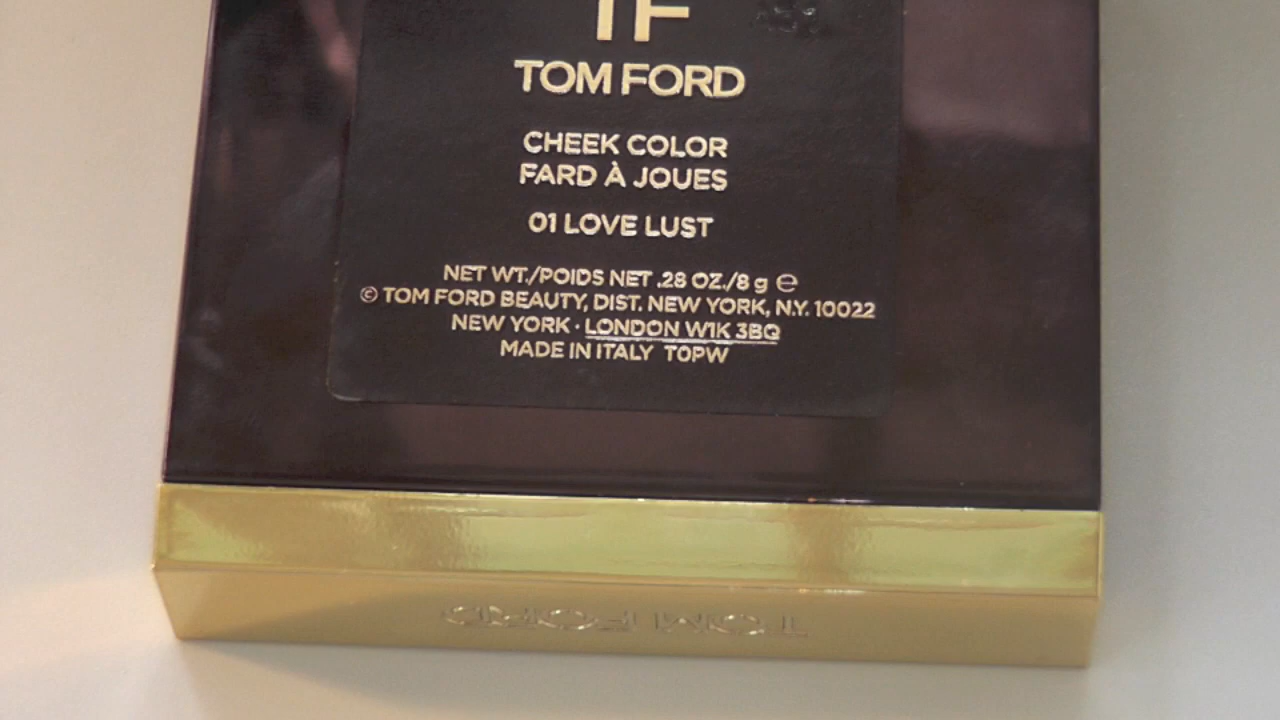 TF
TOM FORD
CHEEK COLOR
FARD À JOUES
01 LOVE LUST
NET WT./POIDS NET .28 OZ./8 g ℮
© TOM FORD BEAUTY, DIST. NEW YORK, N.Y. 10022
NEW YORK · LONDON W1K 3BQ
MADE IN ITALY TOPW
TOM FORD